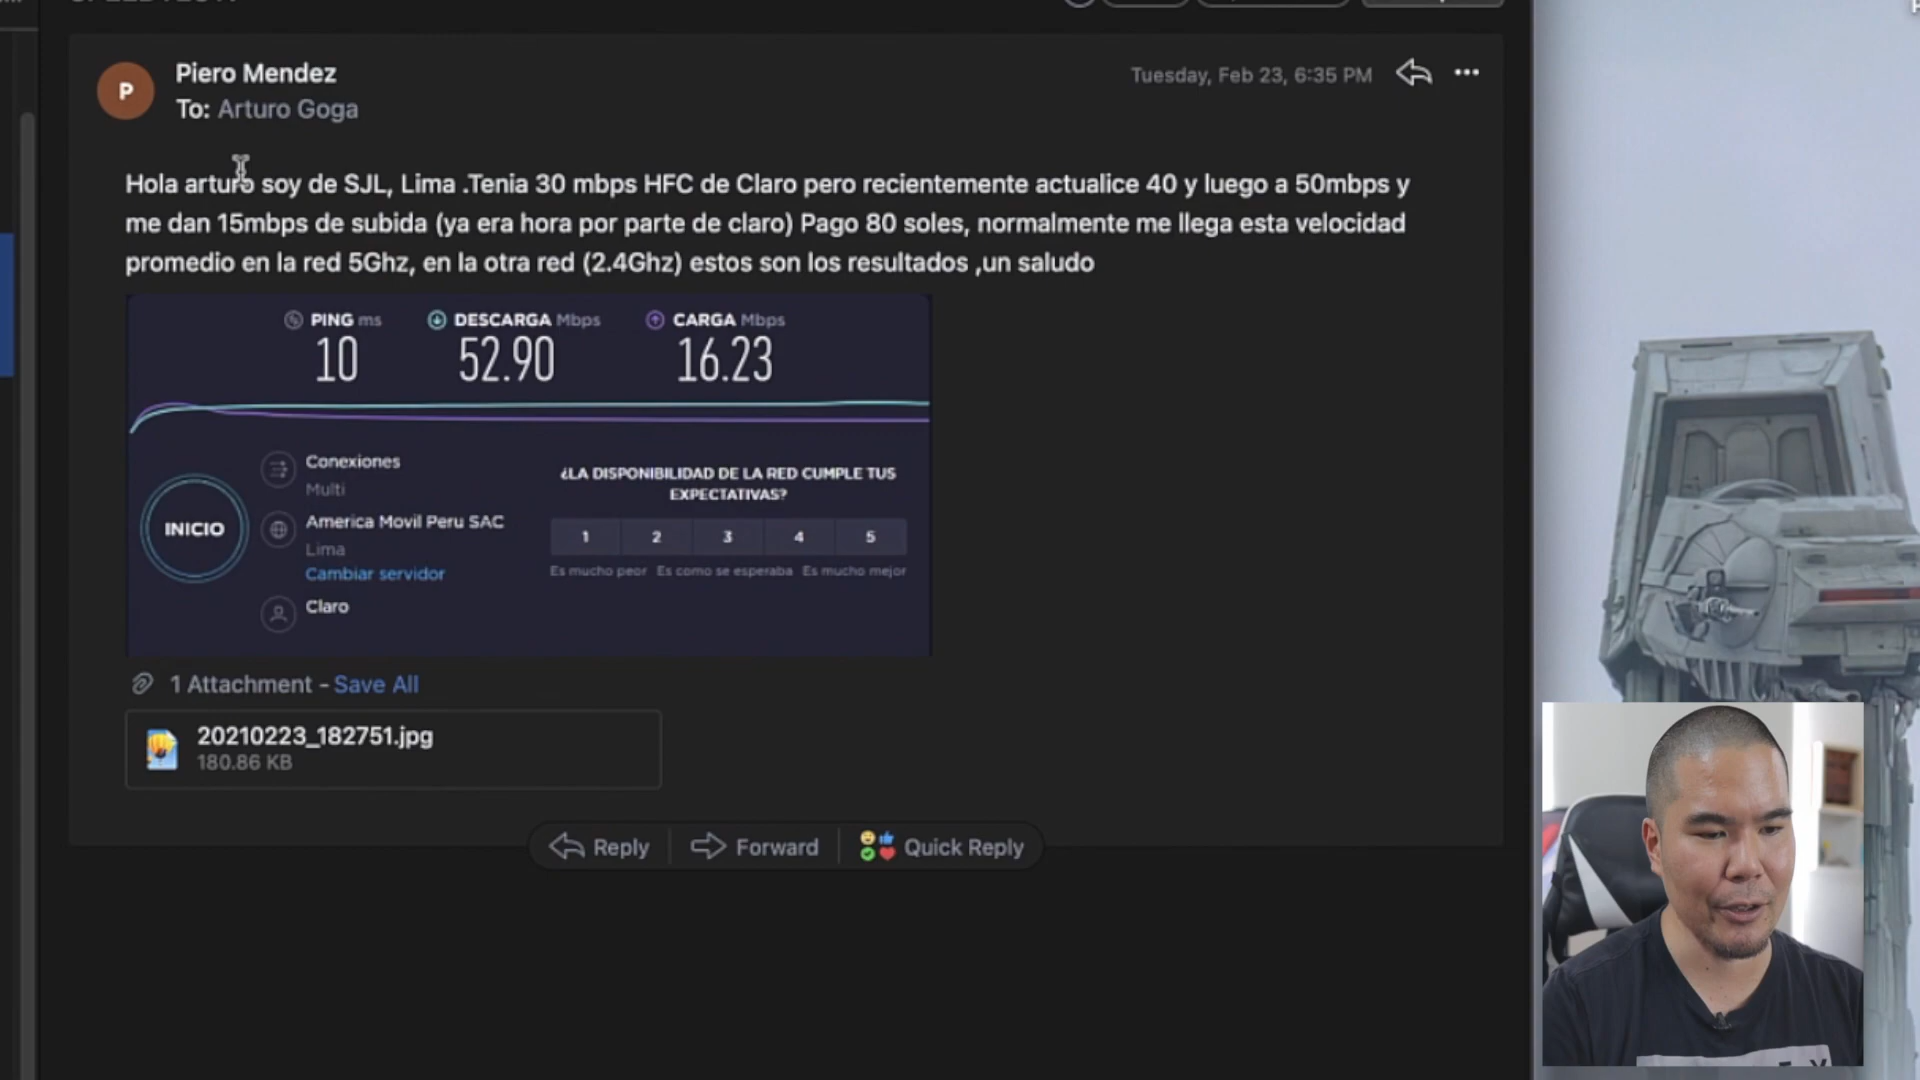 Piero Mendez
Tuesday, Feb 23, 6:35 PM
To: Arturo Goga
Hola arturo soy de SJL, Lima .Tenia 30 mbps HFC de Claro pero recientemente actualice 40 y luego a 50mbps y
me dan 15mbps de subida (ya era hora por parte de claro) Pago 80 soles, normalmente me llega esta velocidad
promedio en la red 5Ghz, en la otra red (2.4Ghz) estos son los resultados ,un saludo
PING ms DESCARGA Mbps CARGA Mbps
10 52.90 16.23
Conexiones
Multi
America Movil Peru SAC
Lima
Cambiar servidor
Claro
INICIO
¿LA DISPONIBILIDAD DE LA RED CUMPLE TUS
EXPECTATIVAS?
1 2 3 4 5
Es mucho peor Es como se esperaba Es mucho mejor
1 Attachment - Save All
20210223_182751.jpg
180.86 KB
Reply Forward Quick Reply